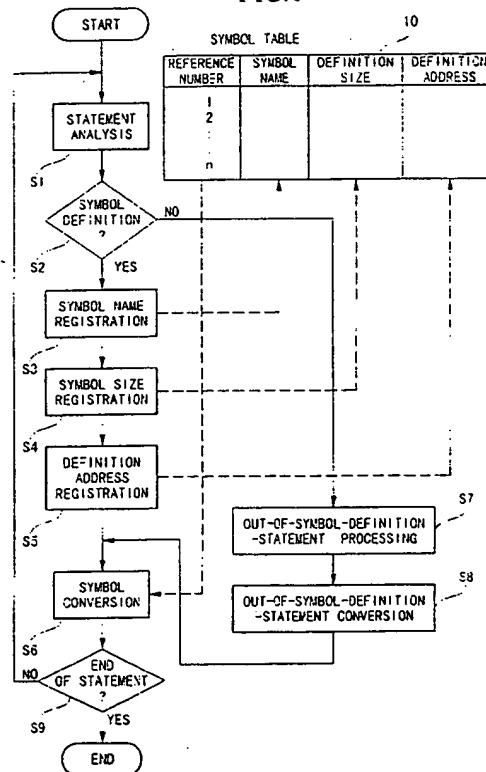 START
SYMBOL TABLE
10
REFERENCE
NUMBER
SYMBOL
NAME
DEFINITION
SIZE
DEFINITION
ADDRESS
1
2
n
STATEMENT
ANALYSIS
S1
SYMBOL
DEFINITION
?
NO
S2
YES
SYMBOL NAME
REGISTRATION
S3
SYMBOL SIZE
REGISTRATION
S4
DEFINITION
ADDRESS
REGISTRATION
S5
OUT-OF-SYMBOL-DEFINITION
-STATEMENT PROCESSING
S7
SYMBOL
CONVERSION
S6
OUT-OF-SYMBOL-DEFINITION
-STATEMENT CONVERSION
S8
NO
END
OF STATEMENT
?
S9
YES
END